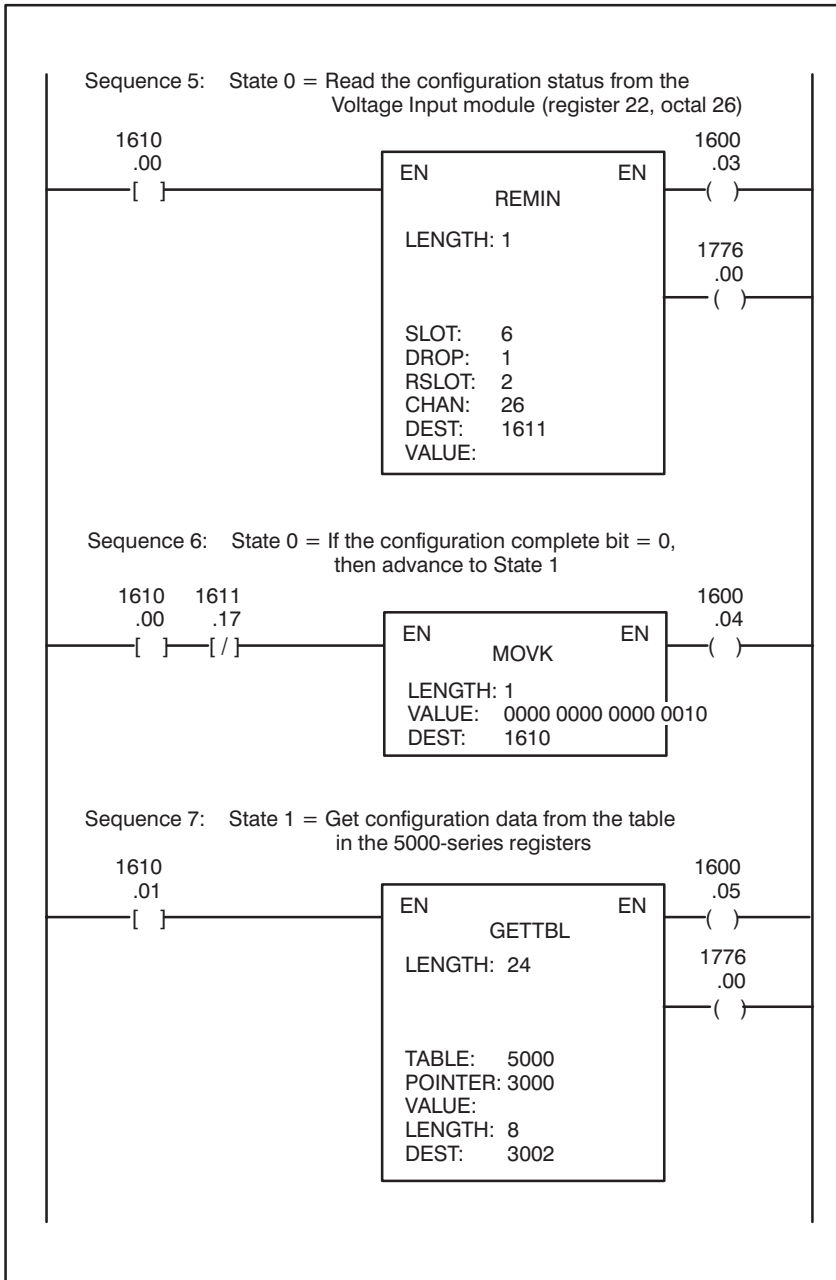 Sequence 5: State 0 = Read the configuration status from the
Voltage Input module (register 22, octal 26)
1610
.00
[ ]
EN EN
REMIN
LENGTH: 1
SLOT: 6
DROP: 1
RSLOT: 2
CHAN: 26
DEST: 1611
VALUE:
1600
.03
( )
1776
.00
( )
Sequence 6: State 0 = If the configuration complete bit = 0,
then advance to State 1
1610 1611
.00 .17
[ ] [ / ]
EN EN
MOVK
LENGTH: 1
VALUE: 0000 0000 0000 0010
DEST: 1610
1600
.04
( )
Sequence 7: State 1 = Get configuration data from the table
in the 5000-series registers
1610
.01
[ ]
EN EN
GETTBL
LENGTH: 24
TABLE: 5000
POINTER: 3000
VALUE:
LENGTH: 8
DEST: 3002
1600
.05
( )
1776
.00
( )